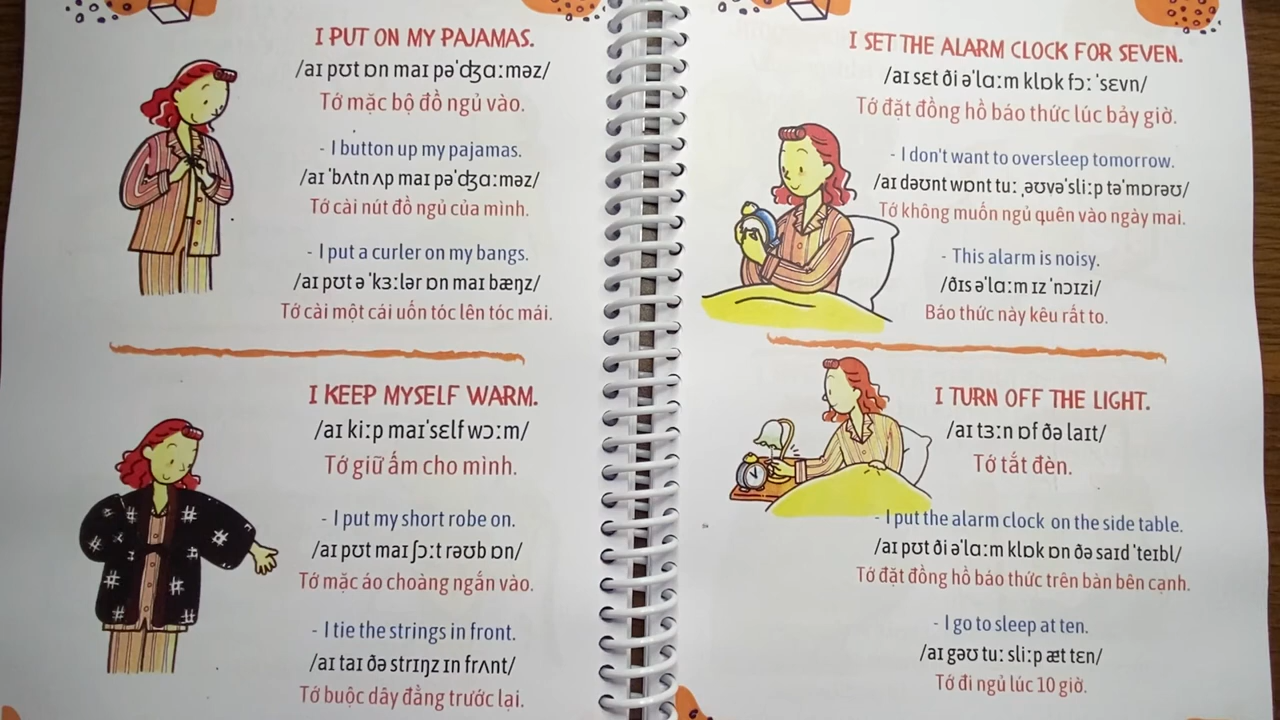 I PUT ON MY PAJAMAS.
/aɪ pʊt ɒn maɪ pəˈʤɑːməz/
Tớ mặc bộ đồ ngủ vào.
- I button up my pajamas.
/aɪ ˈbʌtn ʌp maɪ pəˈʤɑːməz/
Tớ cài nút đồ ngủ của mình.
- I put a curler on my bangs.
/aɪ pʊt ə ˈkɜːlər ɒn maɪ bæŋz/
Tớ cài một cái uốn tóc lên tóc mái.
I KEEP MYSELF WARM.
/aɪ kiːp maɪˈsɛlf wɔːm/
Tớ giữ ấm cho mình.
- I put my short robe on.
/aɪ pʊt maɪ ʃɔːt rəʊb ɒn/
Tớ mặc áo choàng ngắn vào.
- I tie the strings in front.
/aɪ taɪ ðə strɪŋz ɪn frʌnt/
Tớ buộc dây đằng trước lại.
I SET THE ALARM CLOCK FOR SEVEN.
/aɪ sɛt ði əˈlɑːm klɒk fɔː ˈsɛvn/
Tớ đặt đồng hồ báo thức lúc bảy giờ.
- I don't want to oversleep tomorrow.
/aɪ dəʊnt wɒnt tuː ˌəʊvəˈsliːp təˈmɒrəʊ/
Tớ không muốn ngủ quên vào ngày mai.
- This alarm is noisy.
/ðɪs əˈlɑːm ɪz ˈnɔɪzi/
Báo thức này kêu rất to.
I TURN OFF THE LIGHT.
/aɪ tɜːn ɒf ðə laɪt/
Tớ tắt đèn.
- I put the alarm clock on the side table.
/aɪ pʊt ði əˈlɑːm klɒk ɒn ðə saɪd ˈteɪbl/
Tớ đặt đồng hồ báo thức trên bàn bên cạnh.
- I go to sleep at ten.
/aɪ gəʊ tuː sliːp æt tɛn/
Tớ đi ngủ lúc 10 giờ.